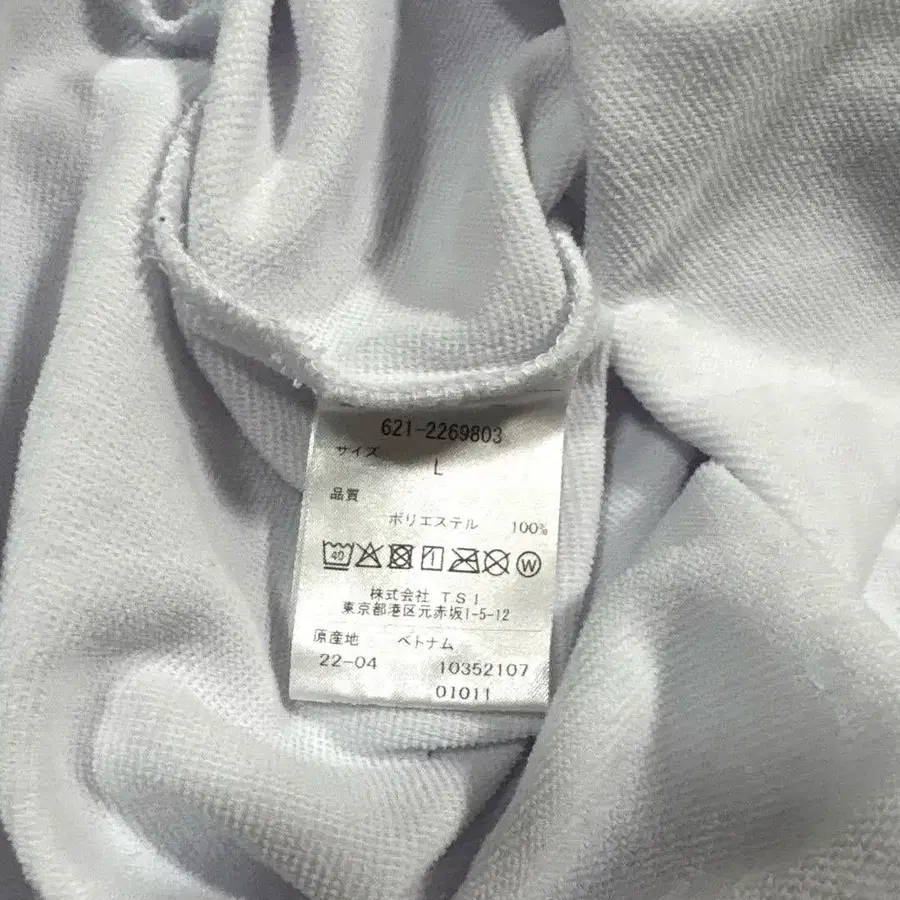 621-2269803
サイズ
L
品質
ポリエステル 100%
40 W
株式会社 TSI
東京都港区元赤坂1-5-12
原産地 ベトナム
22-04 10352107
01011